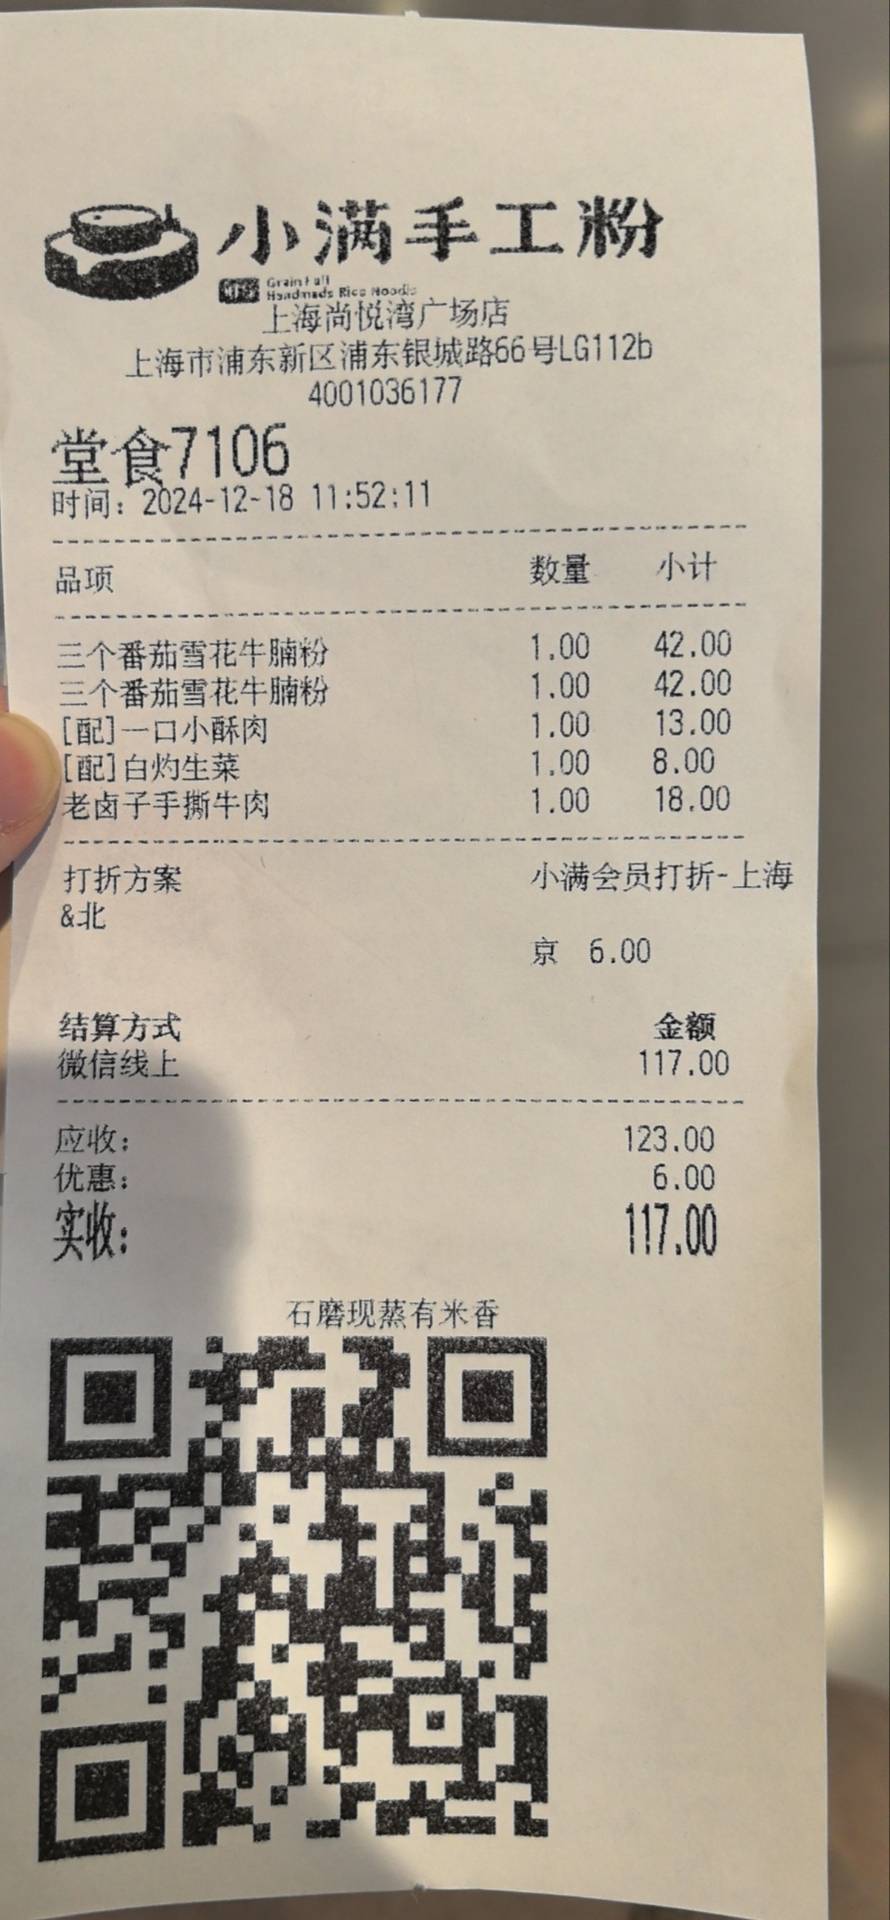 小满手工粉
Grain Full
Handmade Rice Noodle
上海尚悦湾广场店
上海市浦东新区浦东银城路66号LG112b
4001036177
堂食7106
时间：2024-12-18 11:52:11
品项 数量 小计
三个番茄雪花牛腩粉 1.00 42.00
三个番茄雪花牛腩粉 1.00 42.00
[配]一口小酥肉 1.00 13.00
[配]白灼生菜 1.00 8.00
老卤子手撕牛肉 1.00 18.00
打折方案 小满会员打折-上海
&北
京 6.00
结算方式 金额
微信线上 117.00
应收： 123.00
优惠： 6.00
实收： 117.00
石磨现蒸有米香